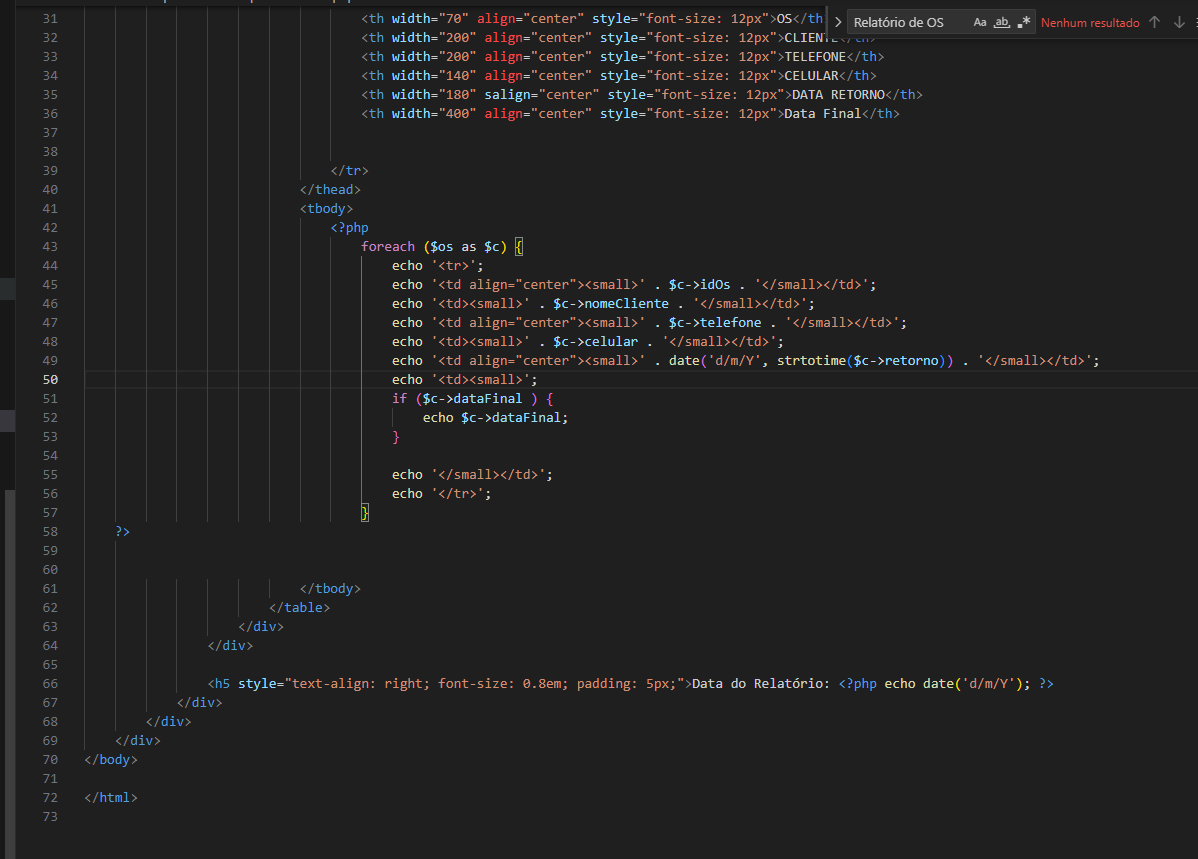 Relatório de OS Aa ab .* Nenhum resultado
31 <th width="70" align="center" style="font-size: 12px">OS</th
32 <th width="200" align="center" style="font-size: 12px">CLIENTE</th>
33 <th width="200" align="center" style="font-size: 12px">TELEFONE</th>
34 <th width="140" align="center" style="font-size: 12px">CELULAR</th>
35 <th width="180" salign="center" style="font-size: 12px">DATA RETORNO</th>
36 <th width="400" align="center" style="font-size: 12px">Data Final</th>
37
38
39 </tr>
40 </thead>
41 <tbody>
42 <?php
43 foreach ($os as $c) {
44 echo '<tr>';
45 echo '<td align="center"><small>' . $c->idOs . '</small></td>';
46 echo '<td><small>' . $c->nomeCliente . '</small></td>';
47 echo '<td align="center"><small>' . $c->telefone . '</small></td>';
48 echo '<td><small>' . $c->celular . '</small></td>';
49 echo '<td align="center"><small>' . date('d/m/Y', strtotime($c->retorno)) . '</small></td>';
50 echo '<td><small>';
51 if ($c->dataFinal ) {
52 echo $c->dataFinal;
53 }
54
55 echo '</small></td>';
56 echo '</tr>';
57 }
58 ?>
59
60
61 </tbody>
62 </table>
63 </div>
64 </div>
65
66 <h5 style="text-align: right; font-size: 0.8em; padding: 5px;">Data do Relatório: <?php echo date('d/m/Y'); ?>
67 </div>
68 </div>
69 </div>
70 </body>
71
72 </html>
73